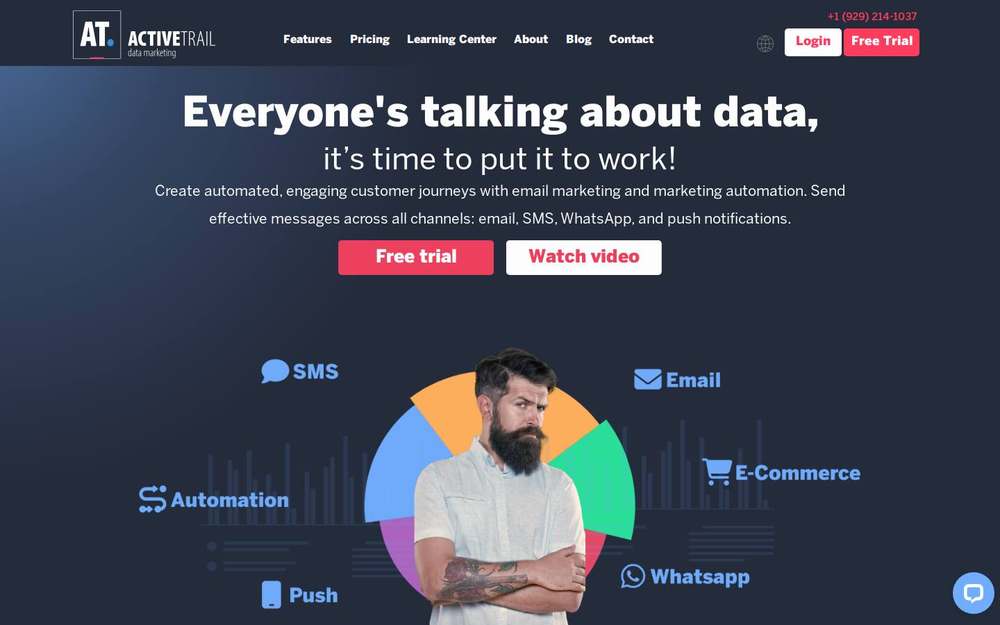 +1 (929) 214-1037
AT.
ACTIVETRAIL
data marketing
Features
Pricing
Learning Center
About
Blog
Contact
Login
Free Trial
Everyone's talking about data,
it’s time to put it to work!
Create automated, engaging customer journeys with email marketing and marketing automation. Send
effective messages across all channels: email, SMS, WhatsApp, and push notifications.
Free trial
Watch video
SMS
Email
E-Commerce
Automation
Whatsapp
Push